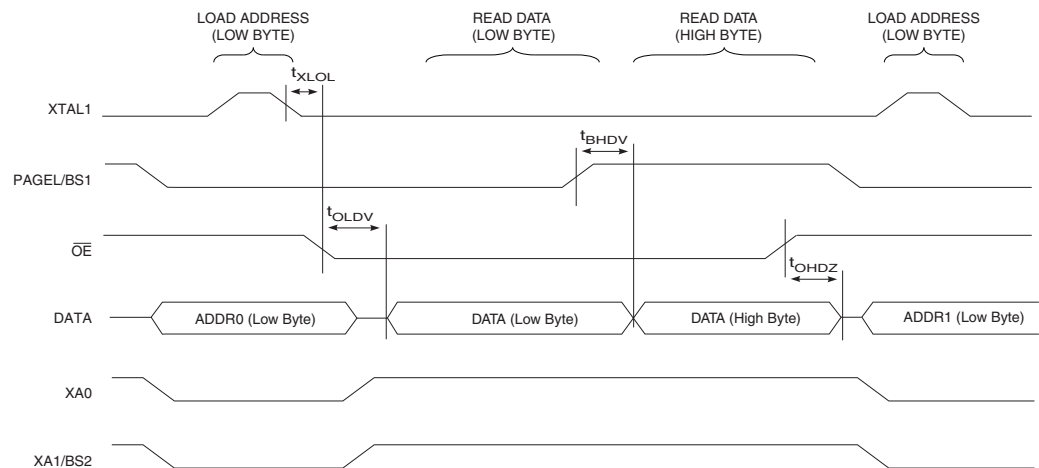 LOAD ADDRESS
(LOW BYTE)
READ DATA
(LOW BYTE)
READ DATA
(HIGH BYTE)
LOAD ADDRESS
(LOW BYTE)
tXLOL
XTAL1
tBHDV
PAGEL/BS1
tOLDV
OE
tOHDZ
DATA
ADDR0 (Low Byte)
DATA (Low Byte)
DATA (High Byte)
ADDR1 (Low Byte)
XA0
XA1/BS2